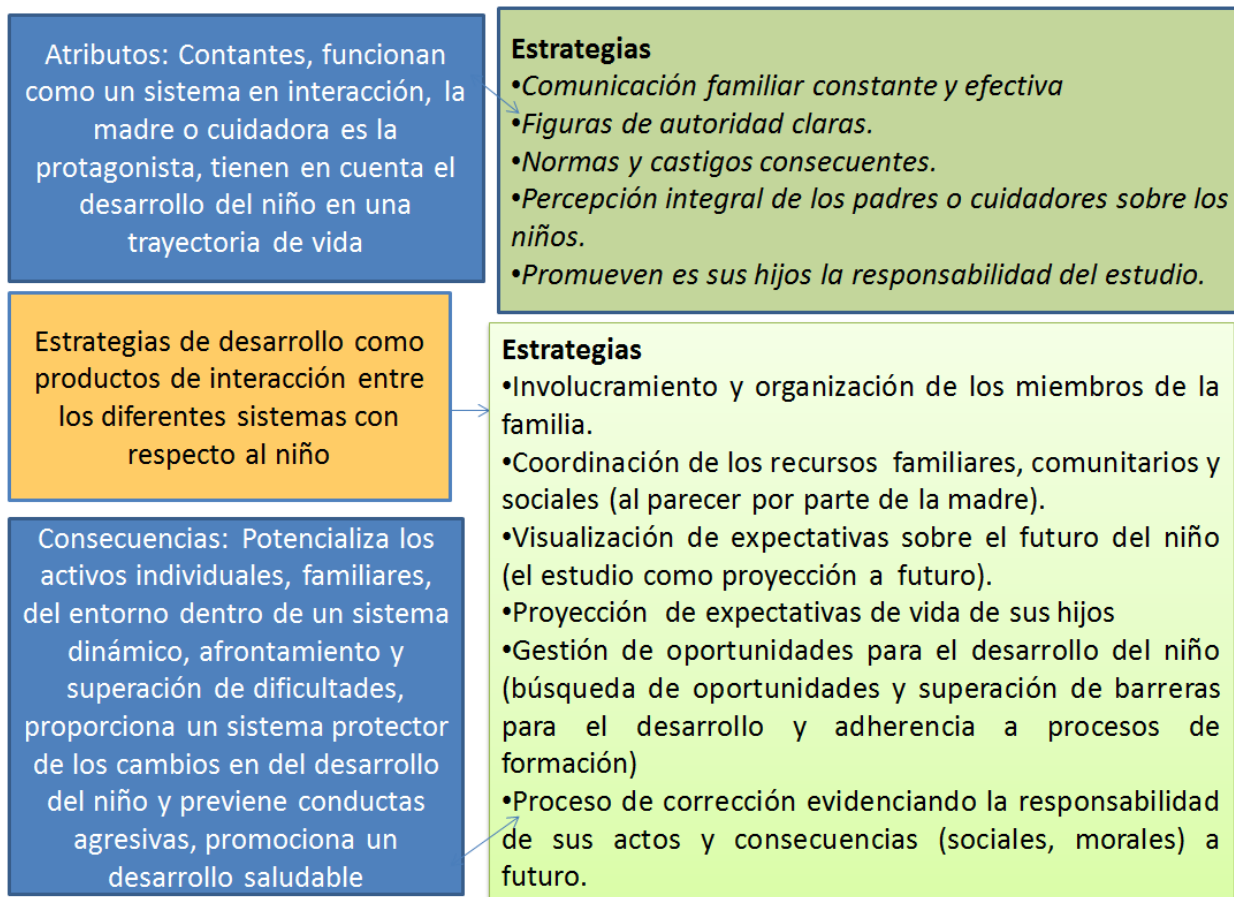 Atributos: Contantes, funcionan
como un sistema en interacción, la
madre o cuidadora es la
protagonista, tienen en cuenta el
desarrollo del niño en una
trayectoria de vida
Estrategias
•Comunicación familiar constante y efectiva
•Figuras de autoridad claras.
•Normas y castigos consecuentes.
•Percepción integral de los padres o cuidadores sobre los
niños.
•Promueven es sus hijos la responsabilidad del estudio.
Estrategias de desarrollo como
productos de interacción entre
los diferentes sistemas con
respecto al niño
Estrategias
•Involucramiento y organización de los miembros de la
familia.
•Coordinación de los recursos familiares, comunitarios y
sociales (al parecer por parte de la madre).
•Visualización de expectativas sobre el futuro del niño
(el estudio como proyección a futuro).
•Proyección de expectativas de vida de sus hijos
•Gestión de oportunidades para el desarrollo del niño
(búsqueda de oportunidades y superación de barreras
para el desarrollo y adherencia a procesos de
formación)
•Proceso de corrección evidenciando la responsabilidad
de sus actos y consecuencias (sociales, morales) a
futuro.
Consecuencias: Potencializa los
activos individuales, familiares,
del entorno dentro de un sistema
dinámico, afrontamiento y
superación de dificultades,
proporciona un sistema protector
de los cambios en del desarrollo
del niño y previene conductas
agresivas, promociona un
desarrollo saludable